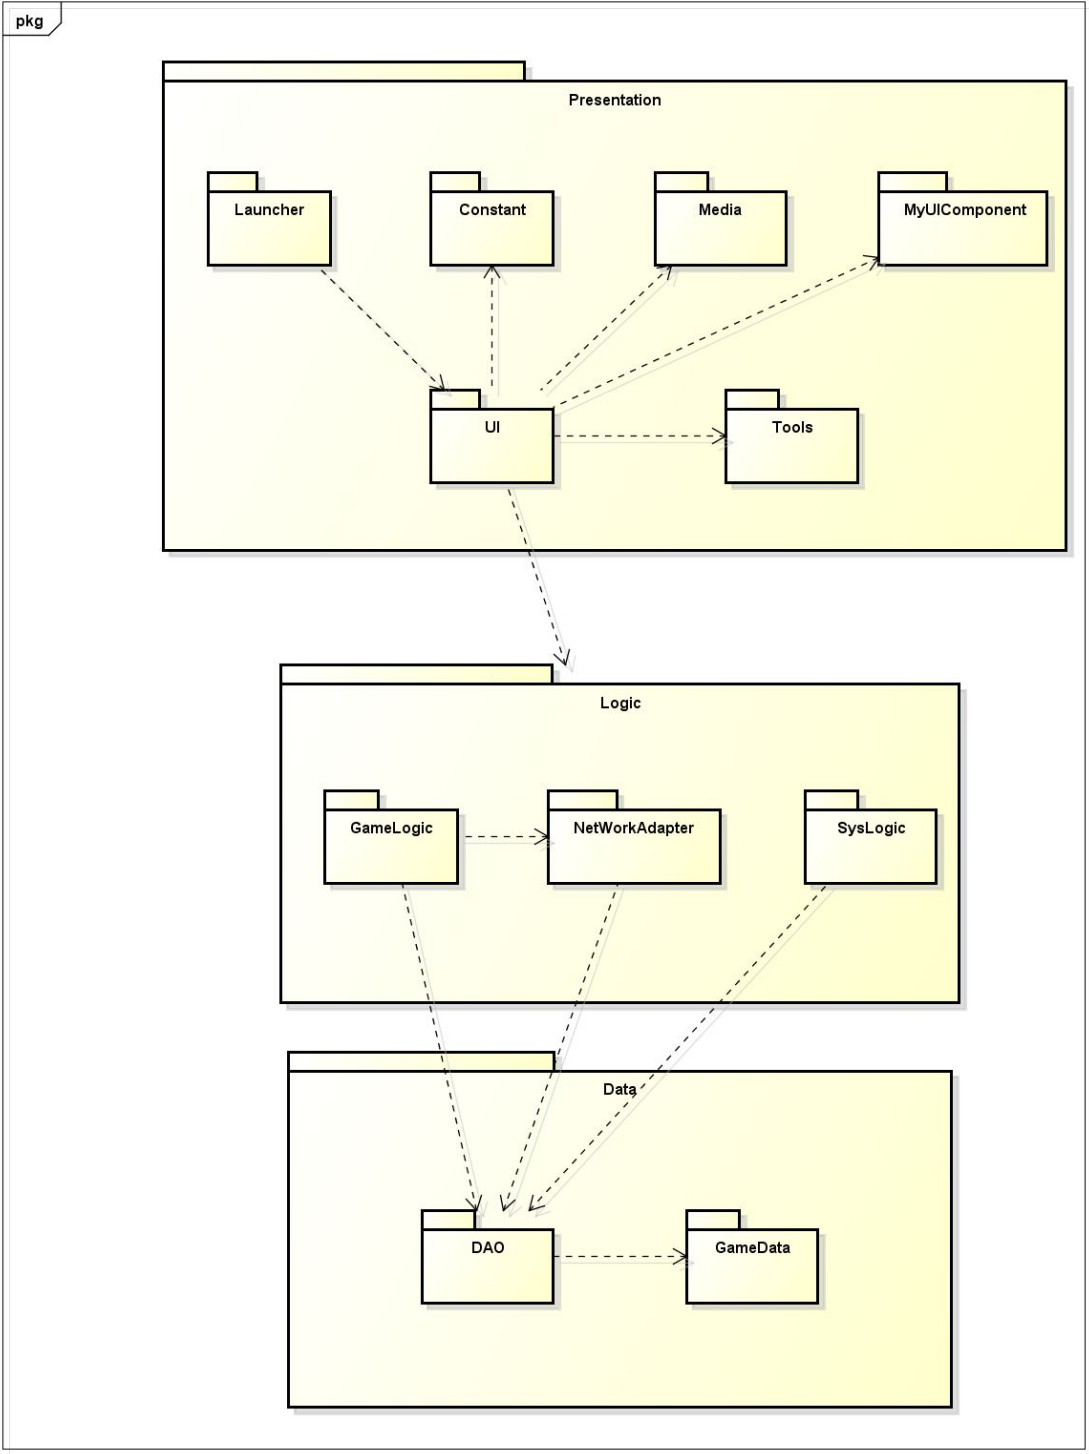 pkg
Presentation
Launcher
Constant
Media
MyUIComponent
UI
Tools
Logic
GameLogic
NetWorkAdapter
SysLogic
Data
DAO
GameData